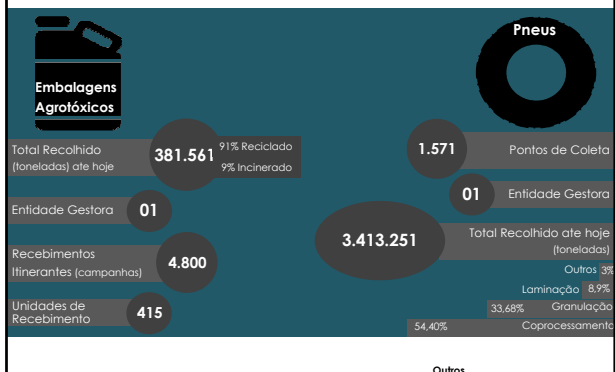 Embalagens
Agrotóxicos
Total Recolhido
(toneladas) ate hoje
381.561
91% Reciclado
9% Incinerado
Entidade Gestora
01
Recebimentos
Itinerantes (campanhas)
4.800
Unidades de
Recebimento
415
Pneus
1.571
Pontos de Coleta
01
Entidade Gestora
3.413.251
Total Recolhido ate hoje
(toneladas)
Outros 3%
Laminação 8,9%
33,68% Granulação
54,40% Coprocessamento
Outros